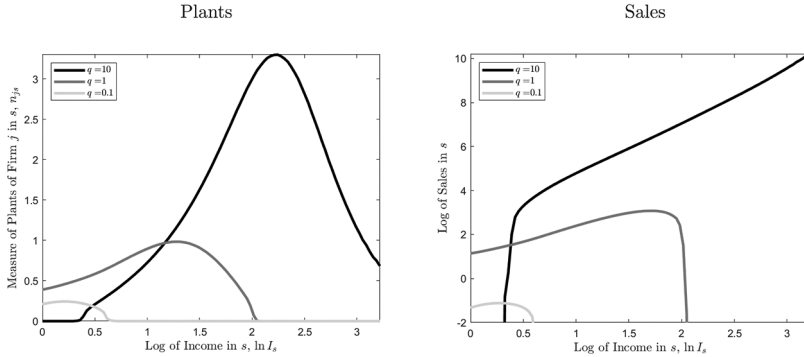 Plants
Measure of Plants of Firm j in s, n_{js}
3
2.5
2
1.5
1
0.5
0
q =10
q =1
q =0.1
0 0.5 1 1.5 2 2.5 3
Log of Income in s, ln I_s
Sales
Log of Sales in s
10
8
6
4
2
0
-2
q =10
q =1
q =0.1
0 0.5 1 1.5 2 2.5 3
Log of Income in s, ln I_s